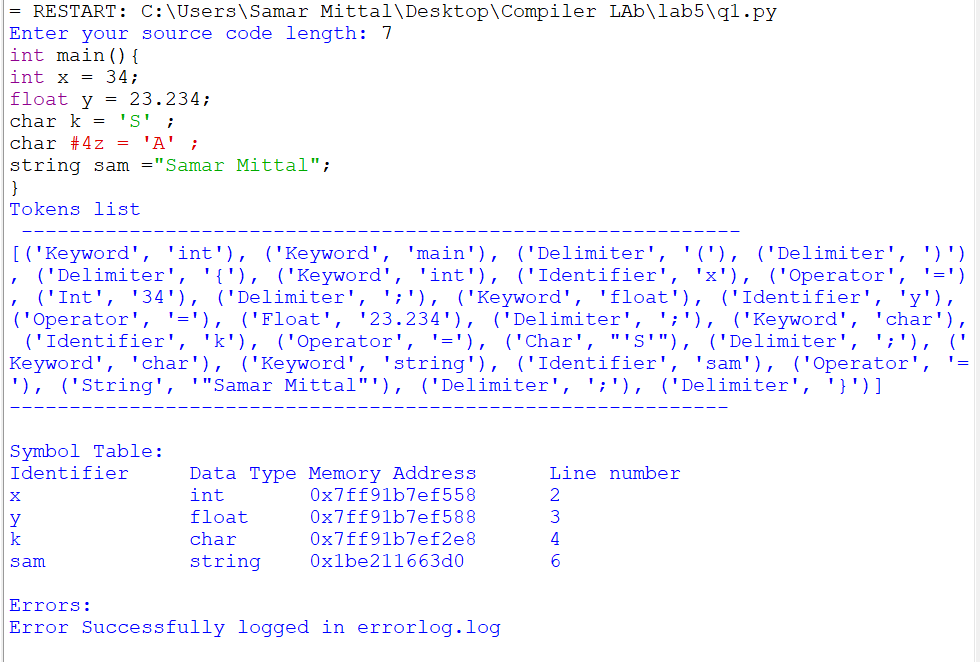 = RESTART: C:\Users\Samar Mittal\Desktop\Compiler LAb\lab5\q1.py
Enter your source code length: 7
int main(){
int x = 34;
float y = 23.234;
char k = 'S' ;
char #4z = 'A' ;
string sam ="Samar Mittal";
}
Tokens list
------------------------------------------------------------
[('Keyword', 'int'), ('Keyword', 'main'), ('Delimiter', '('), ('Delimiter', ')')
, ('Delimiter', '{'), ('Keyword', 'int'), ('Identifier', 'x'), ('Operator', '=')
, ('Int', '34'), ('Delimiter', ';'), ('Keyword', 'float'), ('Identifier', 'y'),
('Operator', '='), ('Float', '23.234'), ('Delimiter', ';'), ('Keyword', 'char'),
('Identifier', 'k'), ('Operator', '='), ('Char', "'S'"), ('Delimiter', ';'), ('
Keyword', 'char'), ('Keyword', 'string'), ('Identifier', 'sam'), ('Operator', '=
'), ('String', '"Samar Mittal"'), ('Delimiter', ';'), ('Delimiter', '}')]
------------------------------------------------------------
Symbol Table:
Identifier     Data Type Memory Address      Line number
x              int       0x7ff91b7ef558      2
y              float     0x7ff91b7ef588      3
k              char      0x7ff91b7ef2e8      4
sam            string    0x1be211663d0       6
Errors:
Error Successfully logged in errorlog.log